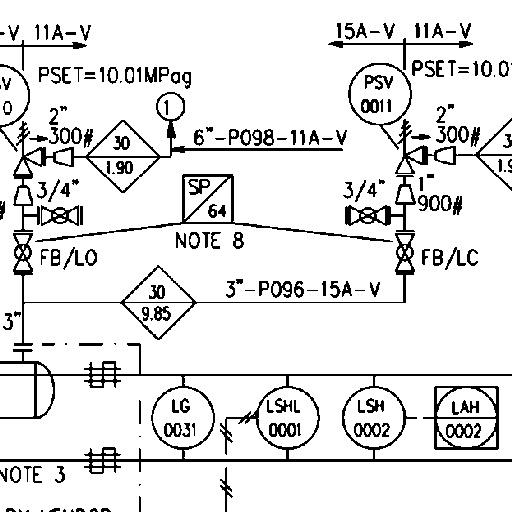 -V 11A-V
15A-V 11A-V
PSET=10.01MPag
PSV
0011
PSET=10.0
1
2"
300#
30
1.90
6"-P098-11A-V
2"
300#
3/4"
SP
64
3/4"
1"
900#
NOTE 8
FB/LO
FB/LC
30
9.85
3"-P096-15A-V
3"
LG
0031
LSHL
0001
LSH
0002
LAH
0002
NOTE 3